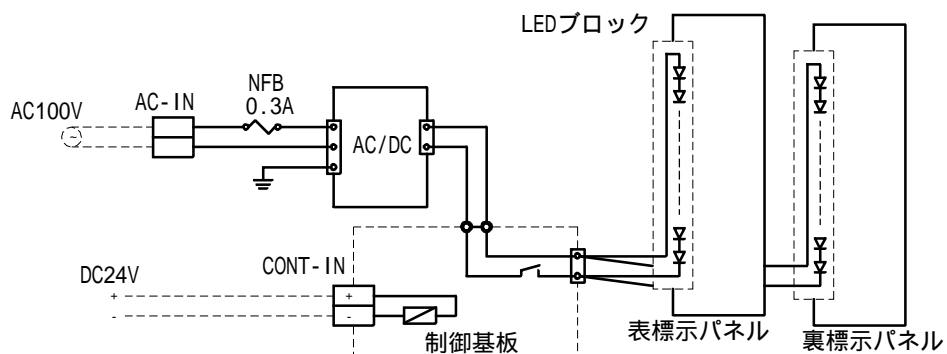 LEDブロック
NFB
0.3A
AC-IN
AC100V
~
AC/DC
CONT-IN
DC24V
+
-
+
-
制御基板
表標示パネル
裏標示パネル